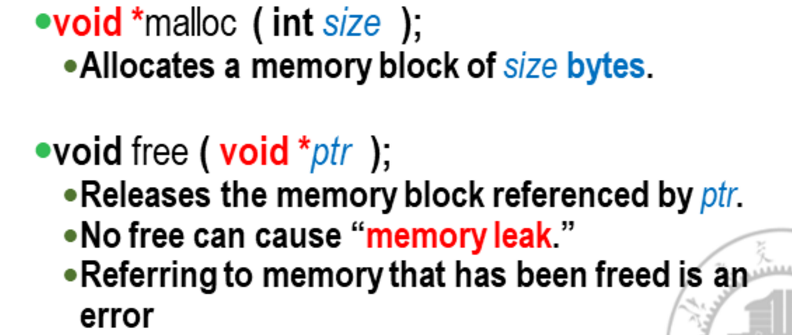 •void *malloc ( int size );
•Allocates a memory block of size bytes.
•void free ( void *ptr );
•Releases the memory block referenced by ptr.
•No free can cause “memory leak.”
•Referring to memory that has been freed is an
error